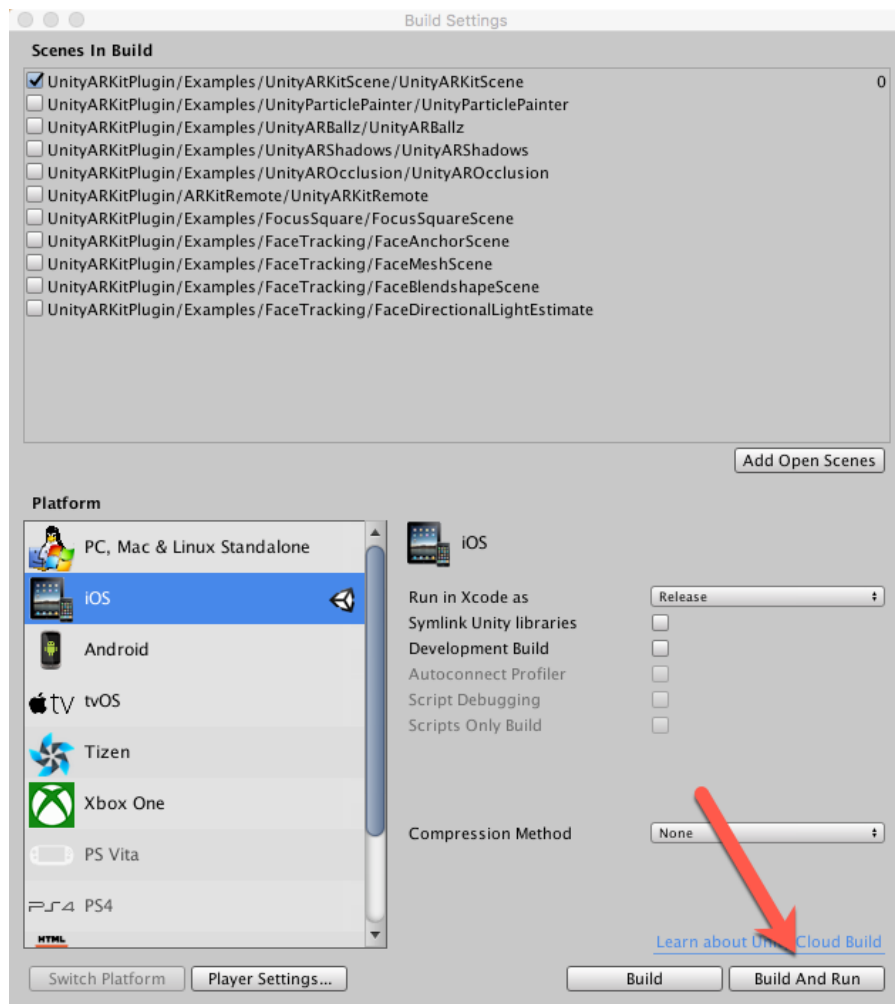 Build Settings
Scenes In Build
UnityARKitPlugin/Examples/UnityARKitScene/UnityARKitScene 0
UnityARKitPlugin/Examples/UnityParticlePainter/UnityParticlePainter
UnityARKitPlugin/Examples/UnityARBallz/UnityARBallz
UnityARKitPlugin/Examples/UnityARShadows/UnityARShadows
UnityARKitPlugin/Examples/UnityAROcclusion/UnityAROcclusion
UnityARKitPlugin/ARKitRemote/UnityARKitRemote
UnityARKitPlugin/Examples/FocusSquare/FocusSquareScene
UnityARKitPlugin/Examples/FaceTracking/FaceAnchorScene
UnityARKitPlugin/Examples/FaceTracking/FaceMeshScene
UnityARKitPlugin/Examples/FaceTracking/FaceBlendshapeScene
UnityARKitPlugin/Examples/FaceTracking/FaceDirectionalLightEstimate
Add Open Scenes
Platform
PC, Mac & Linux Standalone
iOS
Android
tv tvOS
Tizen
Xbox One
PS Vita
PS4 PS4
HTML
iOS
Run in Xcode as Release
Symlink Unity libraries
Development Build
Autoconnect Profiler
Script Debugging
Scripts Only Build
Compression Method None
Learn about Cloud Build
Switch Platform
Player Settings...
Build
Build And Run